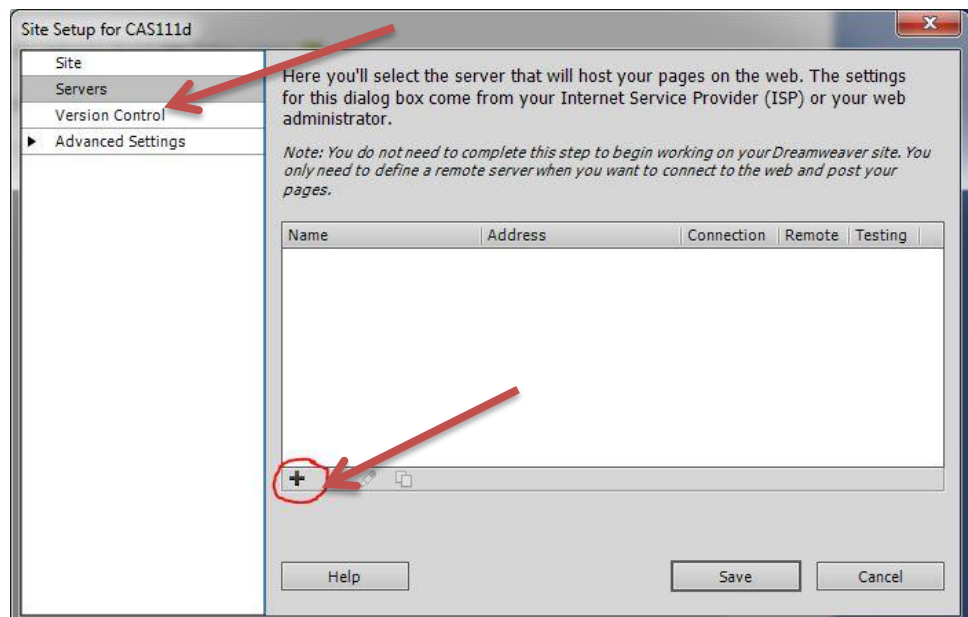 Site Setup for CAS111d
Site
Servers
Version Control
Advanced Settings
Here you'll select the server that will host your pages on the web. The settings
for this dialog box come from your Internet Service Provider (ISP) or your web
administrator.
Note: You do not need to complete this step to begin working on your Dreamweaver site. You
only need to define a remote server when you want to connect to the web and post your
pages.
Name Address Connection Remote Testing
Help Save Cancel